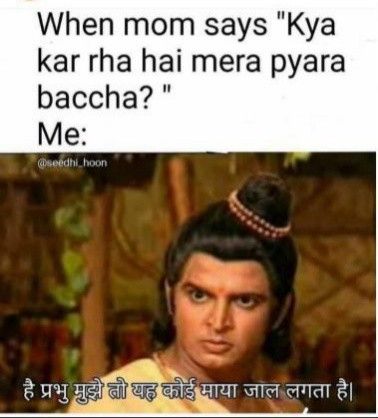 When mom says "Kya
kar rha hai mera pyara
baccha? "
Me:
@seedhi_hoon
है प्रभु मुझे तो यह कोई माया जाल लगता है|